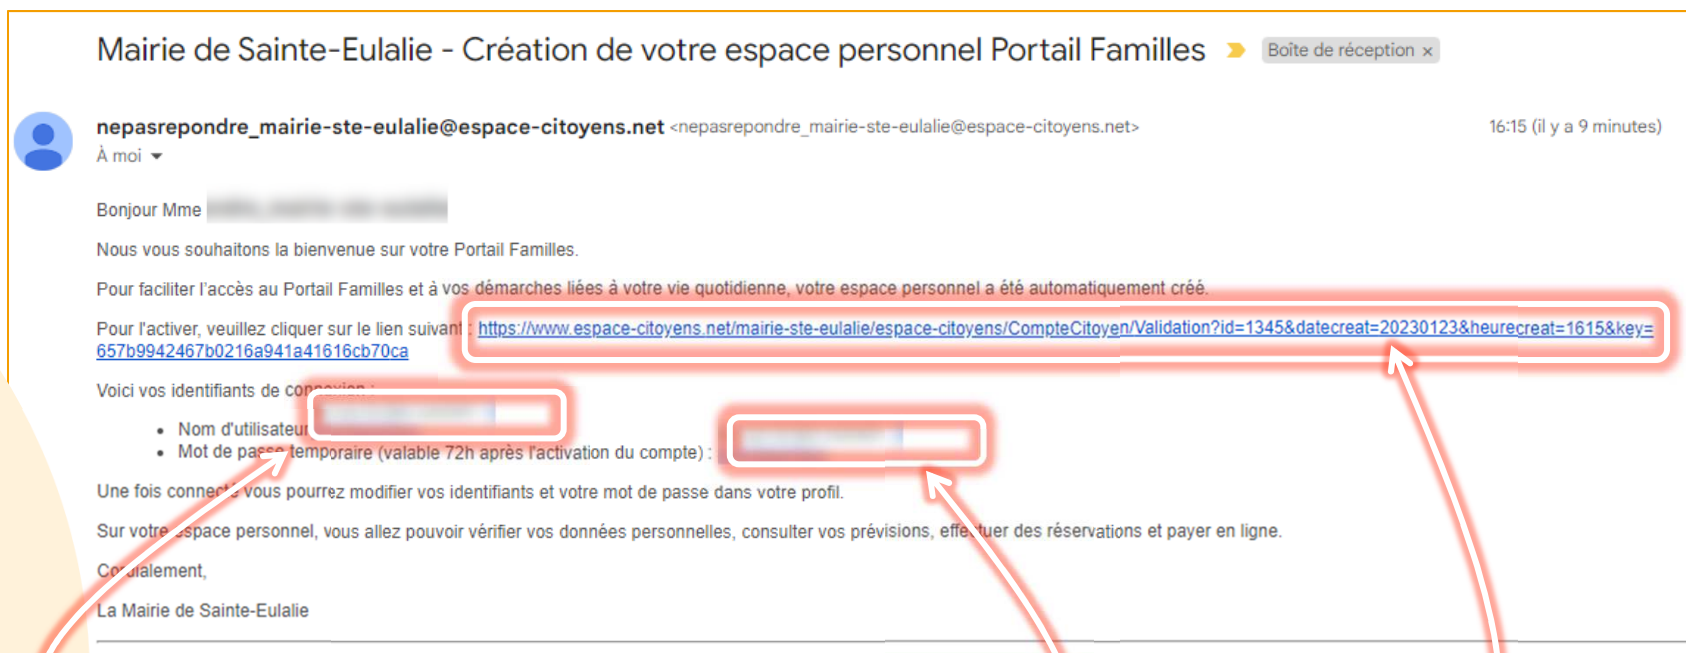 Mairie de Sainte-Eulalie - Création de votre espace personnel Portail Familles Boîte de réception ×
nepasrepondre_mairie-ste-eulalie@espace-citoyens.net <nepasrepondre_mairie-ste-eulalie@espace-citoyens.net> 16:15 (il y a 9 minutes)
À moi
Bonjour Mme
Nous vous souhaitons la bienvenue sur votre Portail Familles.
Pour faciliter l'accès au Portail Familles et à vos démarches liées à votre vie quotidienne, votre espace personnel a été automatiquement créé.
Pour l'activer, veuillez cliquer sur le lien suivant : https://www.espace-citoyens.net/mairie-ste-eulalie/espace-citoyens/CompteCitoyen/Validation?id=1345&datecreat=20230123&heurecreat=1615&key=
657b9942467b0216a941a41616cb70ca
Voici vos identifiants de connexion :
• Nom d'utilisateur
• Mot de passe temporaire (valable 72h après l'activation du compte) :
Une fois connecté vous pourrez modifier vos identifiants et votre mot de passe dans votre profil.
Sur votre espace personnel, vous allez pouvoir vérifier vos données personnelles, consulter vos prévisions, effectuer des réservations et payer en ligne.
Cordialement,
La Mairie de Sainte-Eulalie